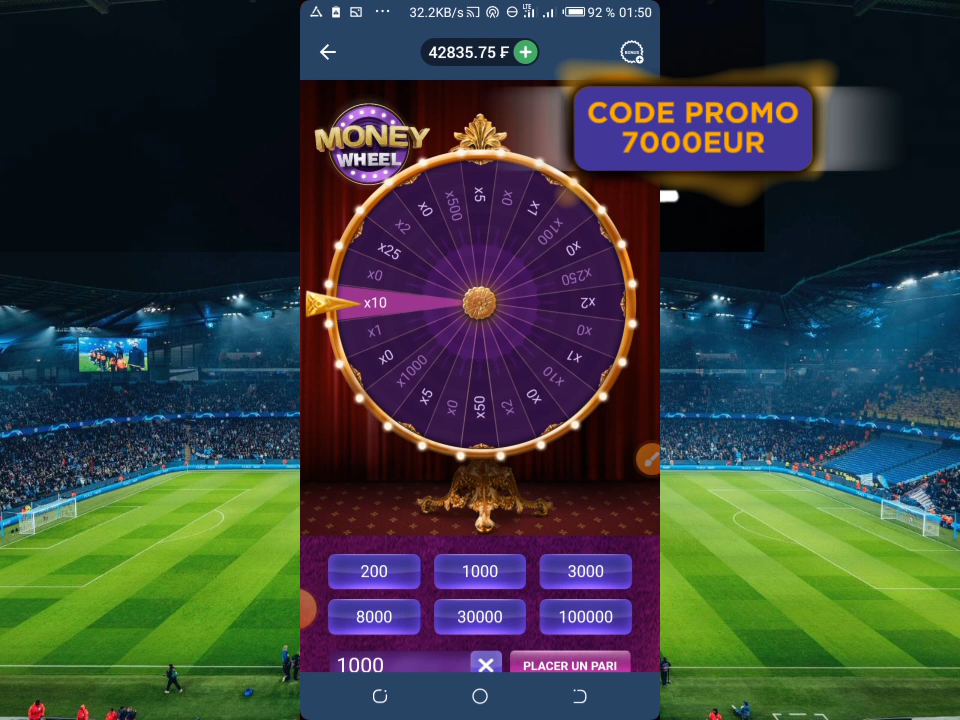 32.2KB/s LTE 92 % 01:50
42835.75 ₣ +
BONUS
CODE PROMO
7000EUR
MONEY
WHEEL
x5
x0
x1
x100
x0
x250
x2
x0
x1
x10
x0
x2
x50
x0
x5
x1000
x0
x1
x10
x0
x25
x2
x0
x500
200 1000 3000
8000 30000 100000
1000 PLACER UN PARI